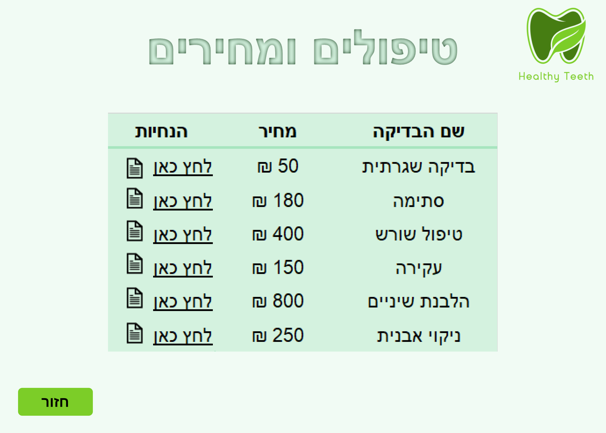 טיפולים ומחירים
Healthy Teeth
שם הבדיקה מחיר הנחיות
בדיקה שגרתית 50 ₪ לחץ כאן
סתימה 180 ₪ לחץ כאן
טיפול שורש 400 ₪ לחץ כאן
עקירה 150 ₪ לחץ כאן
הלבנת שיניים 800 ₪ לחץ כאן
ניקוי אבנית 250 ₪ לחץ כאן
חזור